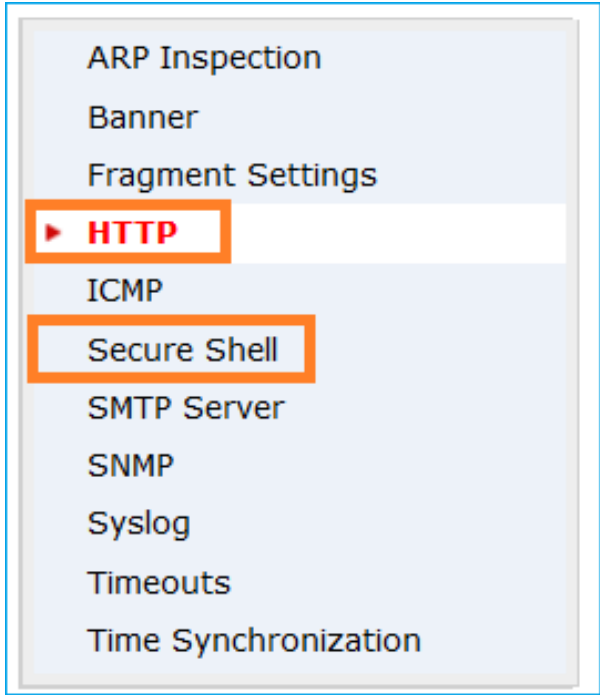 ARP Inspection
Banner
Fragment Settings
HTTP
ICMP
Secure Shell
SMTP Server
SNMP
Syslog
Timeouts
Time Synchronization